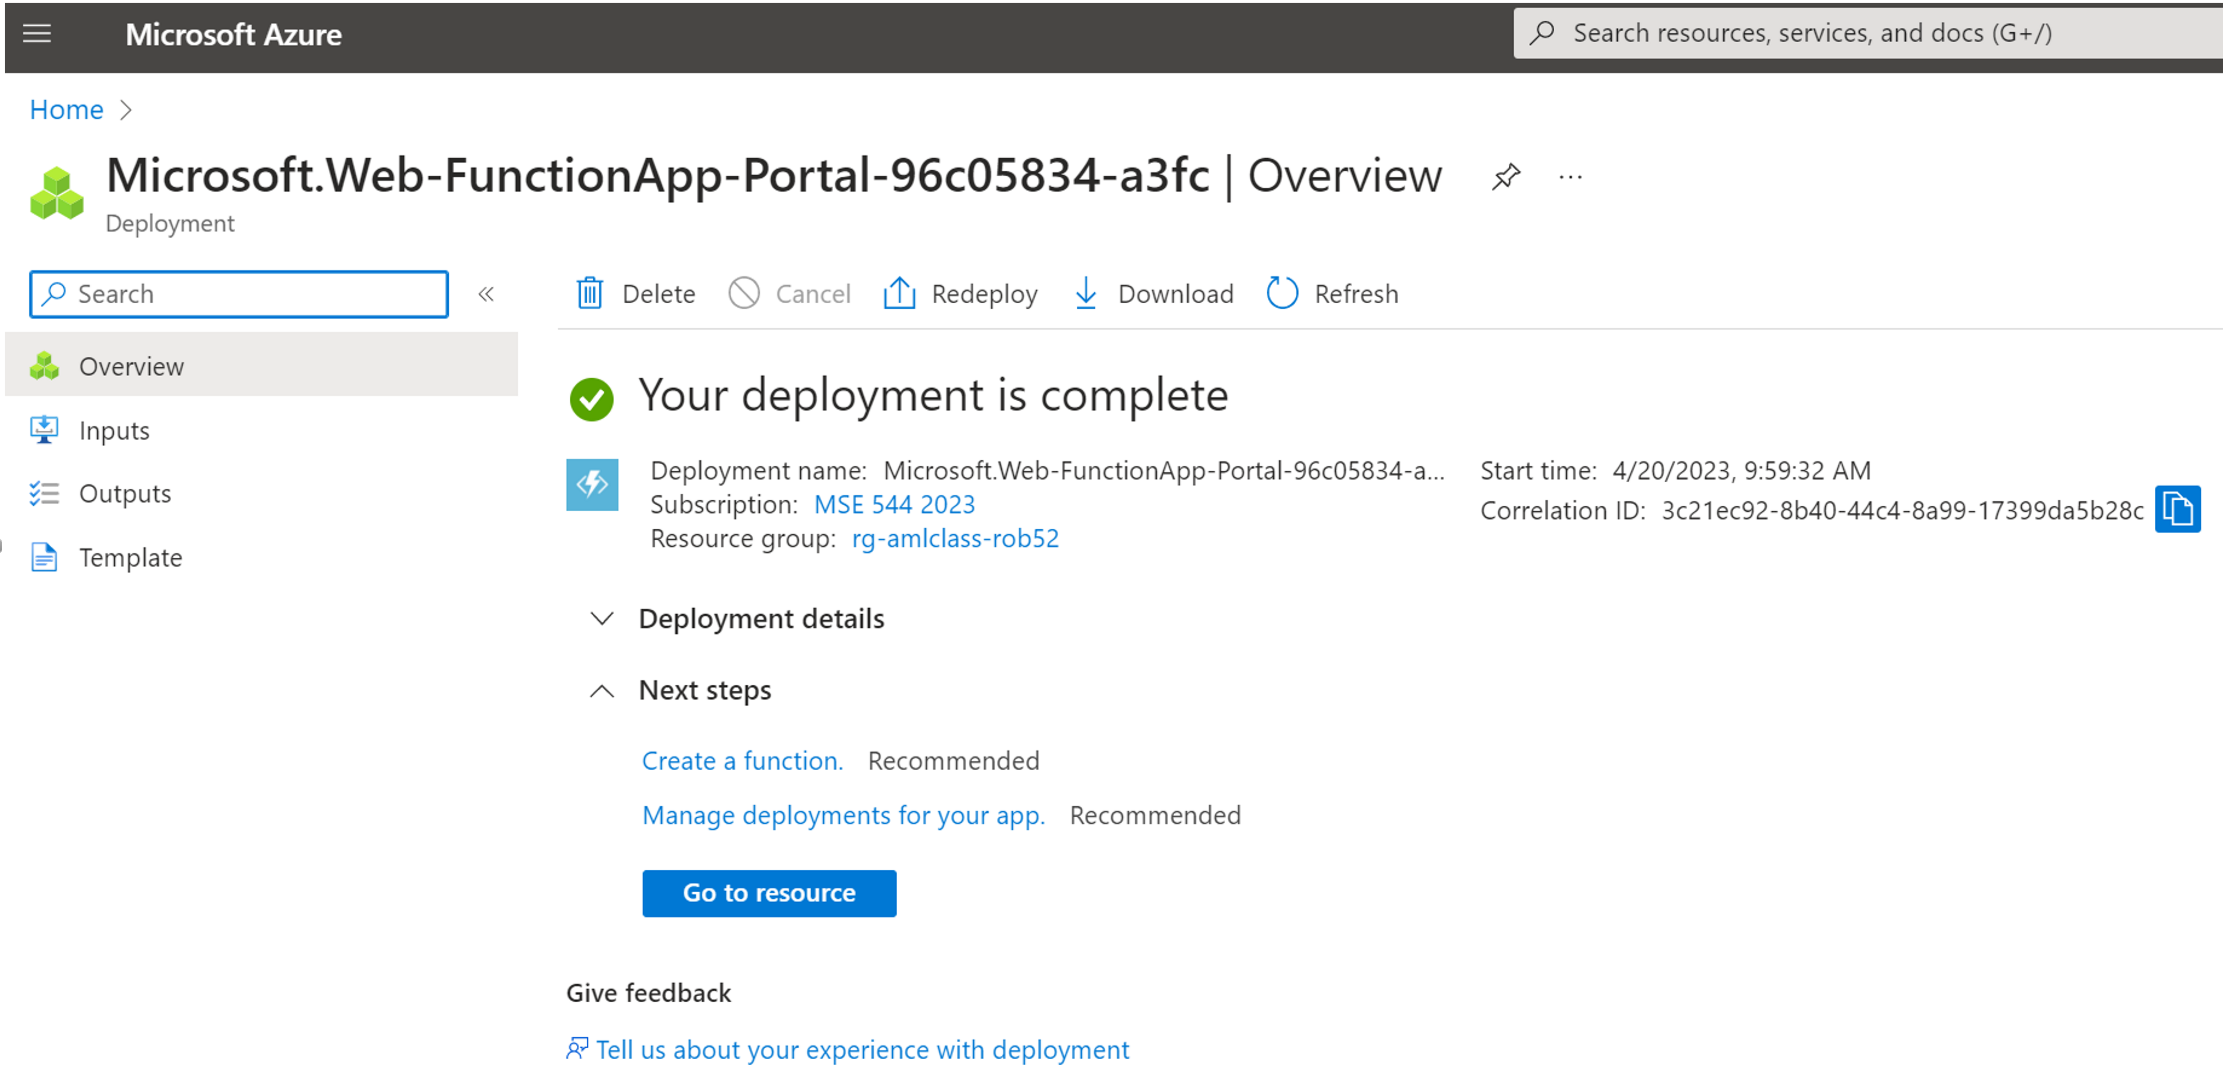 Microsoft Azure
Search resources, services, and docs (G+/)
Home
Microsoft.Web-FunctionApp-Portal-96c05834-a3fc | Overview
...
Deployment
Search
«
Delete
Cancel
Redeploy
Download
Refresh
Overview
Inputs
Outputs
Template
Your deployment is complete
Deployment name: Microsoft.Web-FunctionApp-Portal-96c05834-a...
Subscription: MSE 544 2023
Resource group: rg-amlclass-rob52
Start time: 4/20/2023, 9:59:32 AM
Correlation ID: 3c21ec92-8b40-44c4-8a99-17399da5b28c
Deployment details
Next steps
Create a function. Recommended
Manage deployments for your app. Recommended
Go to resource
Give feedback
Tell us about your experience with deployment